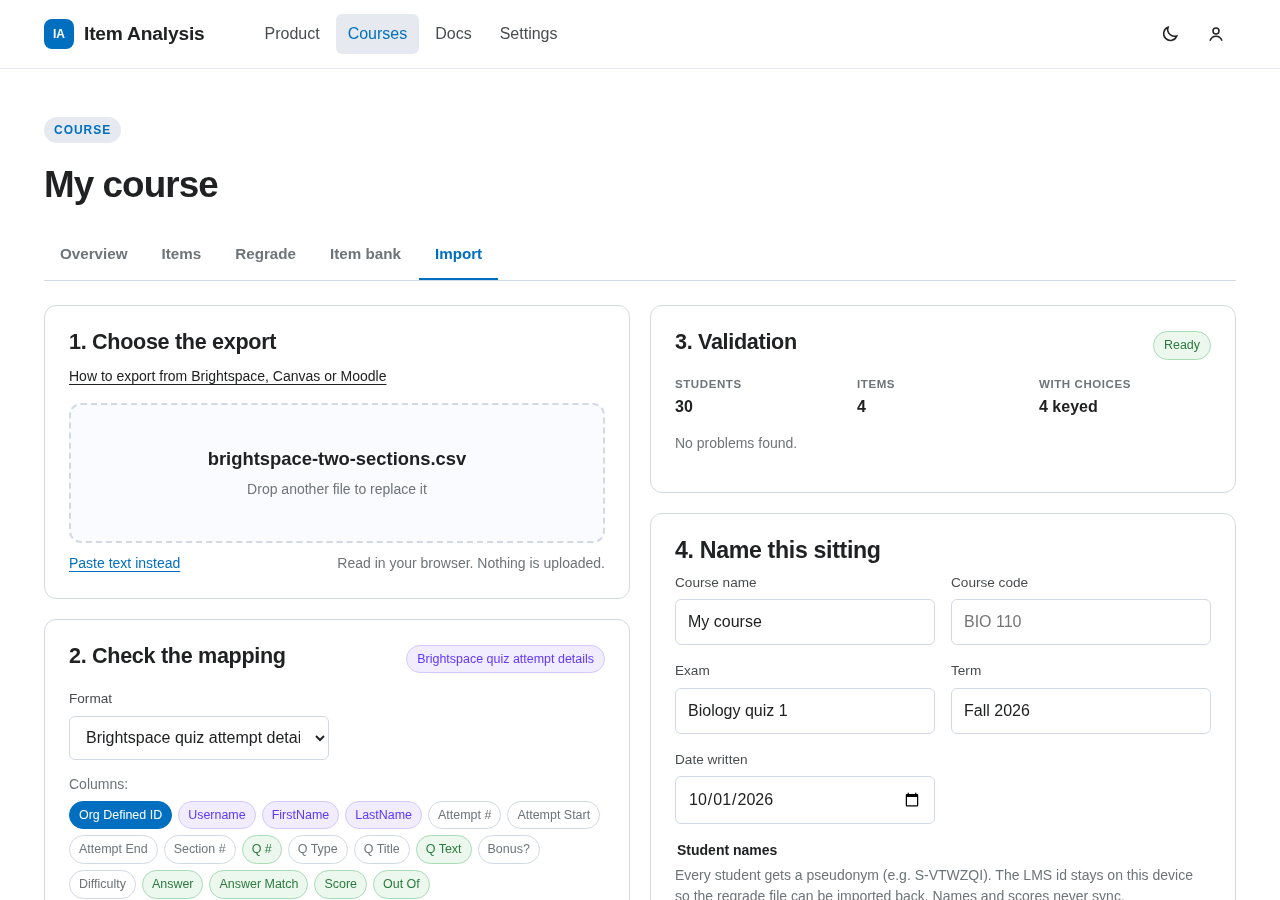 IA Item Analysis Product Courses Docs Settings
COURSE
My course
Overview Items Regrade Item bank Import
1. Choose the export
How to export from Brightspace, Canvas or Moodle
brightspace-two-sections.csv
Drop another file to replace it
Paste text instead Read in your browser. Nothing is uploaded.
2. Check the mapping Brightspace quiz attempt details
Format
Brightspace quiz attempt detai
Columns:
Org Defined ID Username FirstName LastName Attempt # Attempt Start
Attempt End Section # Q # Q Type Q Title Q Text Bonus?
Difficulty Answer Answer Match Score Out Of
3. Validation Ready
STUDENTS ITEMS WITH CHOICES
30 4 4 keyed
No problems found.
4. Name this sitting
Course name Course code
My course BIO 110
Exam Term
Biology quiz 1 Fall 2026
Date written
10/01/2026
Student names
Every student gets a pseudonym (e.g. S-VTWZQI). The LMS id stays on this device
so the regrade file can be imported back. Names and scores never sync.